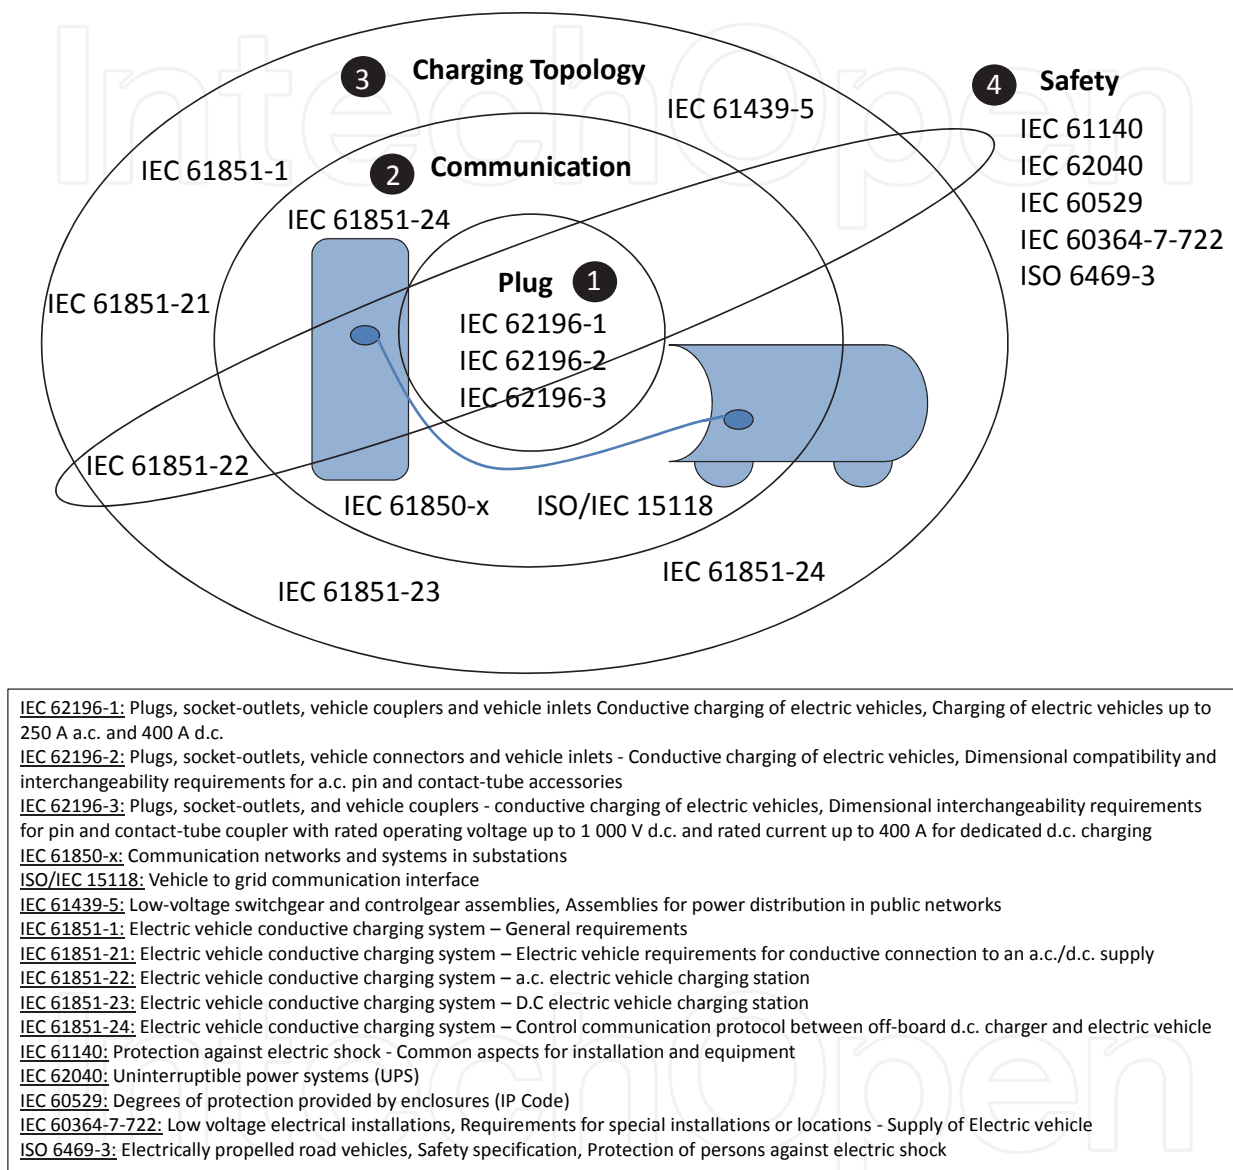 IntechOpen
3 Charging Topology
4 Safety
IEC 61439-5
IEC 61140
IEC 61851-1
2 Communication
IEC 62040
IEC 61851-24
IEC 60529
IEC 60364-7-722
ISO 6469-3
Plug 1
IEC 61851-21
IEC 62196-1
IEC 62196-2
IEC 62196-3
IEC 61851-22
IEC 61850-x
ISO/IEC 15118
IEC 61851-24
IEC 61851-23
IEC 62196-1: Plugs, socket-outlets, vehicle couplers and vehicle inlets Conductive charging of electric vehicles, Charging of electric vehicles up to
250 A a.c. and 400 A d.c.
IEC 62196-2: Plugs, socket-outlets, vehicle connectors and vehicle inlets - Conductive charging of electric vehicles, Dimensional compatibility and
interchangeability requirements for a.c. pin and contact-tube accessories
IEC 62196-3: Plugs, socket-outlets, and vehicle couplers - conductive charging of electric vehicles, Dimensional interchangeability requirements
for pin and contact-tube coupler with rated operating voltage up to 1 000 V d.c. and rated current up to 400 A for dedicated d.c. charging
IEC 61850-x: Communication networks and systems in substations
ISO/IEC 15118: Vehicle to grid communication interface
IEC 61439-5: Low-voltage switchgear and controlgear assemblies, Assemblies for power distribution in public networks
IEC 61851-1: Electric vehicle conductive charging system – General requirements
IEC 61851-21: Electric vehicle conductive charging system – Electric vehicle requirements for conductive connection to an a.c./d.c. supply
IEC 61851-22: Electric vehicle conductive charging system – a.c. electric vehicle charging station
IEC 61851-23: Electric vehicle conductive charging system – D.C electric vehicle charging station
IEC 61851-24: Electric vehicle conductive charging system – Control communication protocol between off-board d.c. charger and electric vehicle
IEC 61140: Protection against electric shock - Common aspects for installation and equipment
IEC 62040: Uninterruptible power systems (UPS)
IEC 60529: Degrees of protection provided by enclosures (IP Code)
IEC 60364-7-722: Low voltage electrical installations, Requirements for special installations or locations - Supply of Electric vehicle
ISO 6469-3: Electrically propelled road vehicles, Safety specification, Protection of persons against electric shock
IntechOpen